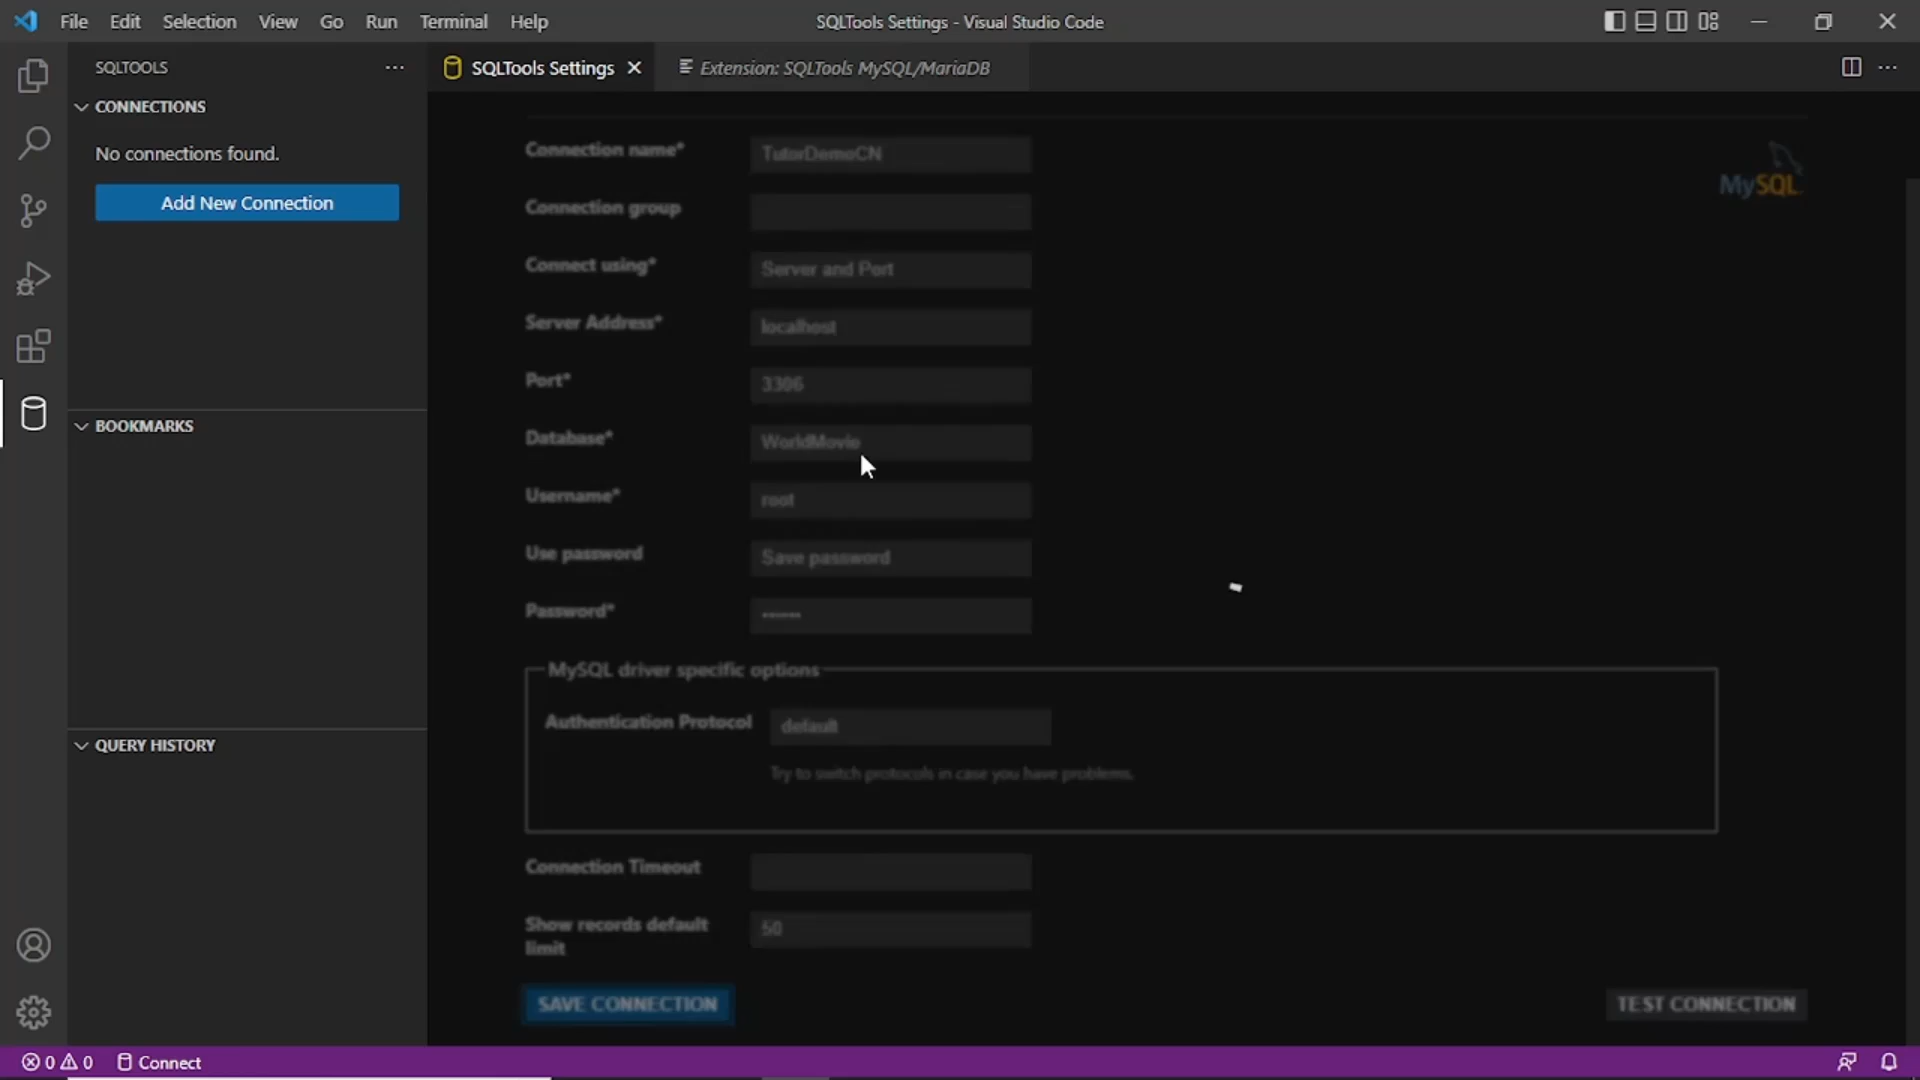 File Edit Selection View Go Run Terminal Help
SQLTools Settings - Visual Studio Code
SQLTOOLS
CONNECTIONS
No connections found.
Add New Connection
BOOKMARKS
QUERY HISTORY
SQLTools Settings
Extension: SQLTools MySQL/MariaDB
Connection name* TutorDemoCN
MySQL
Connection group
Connect using* Server and Port
Server Address* localhost
Port* 3306
Database* WorldMovie
Username* root
Use password Save password
Password*
MySQL driver specific options
Authentication Protocol default
Try to switch protocols in case you have problems.
Connection Timeout
Show records default
limit
50
SAVE CONNECTION
TEST CONNECTION
0 0 Connect